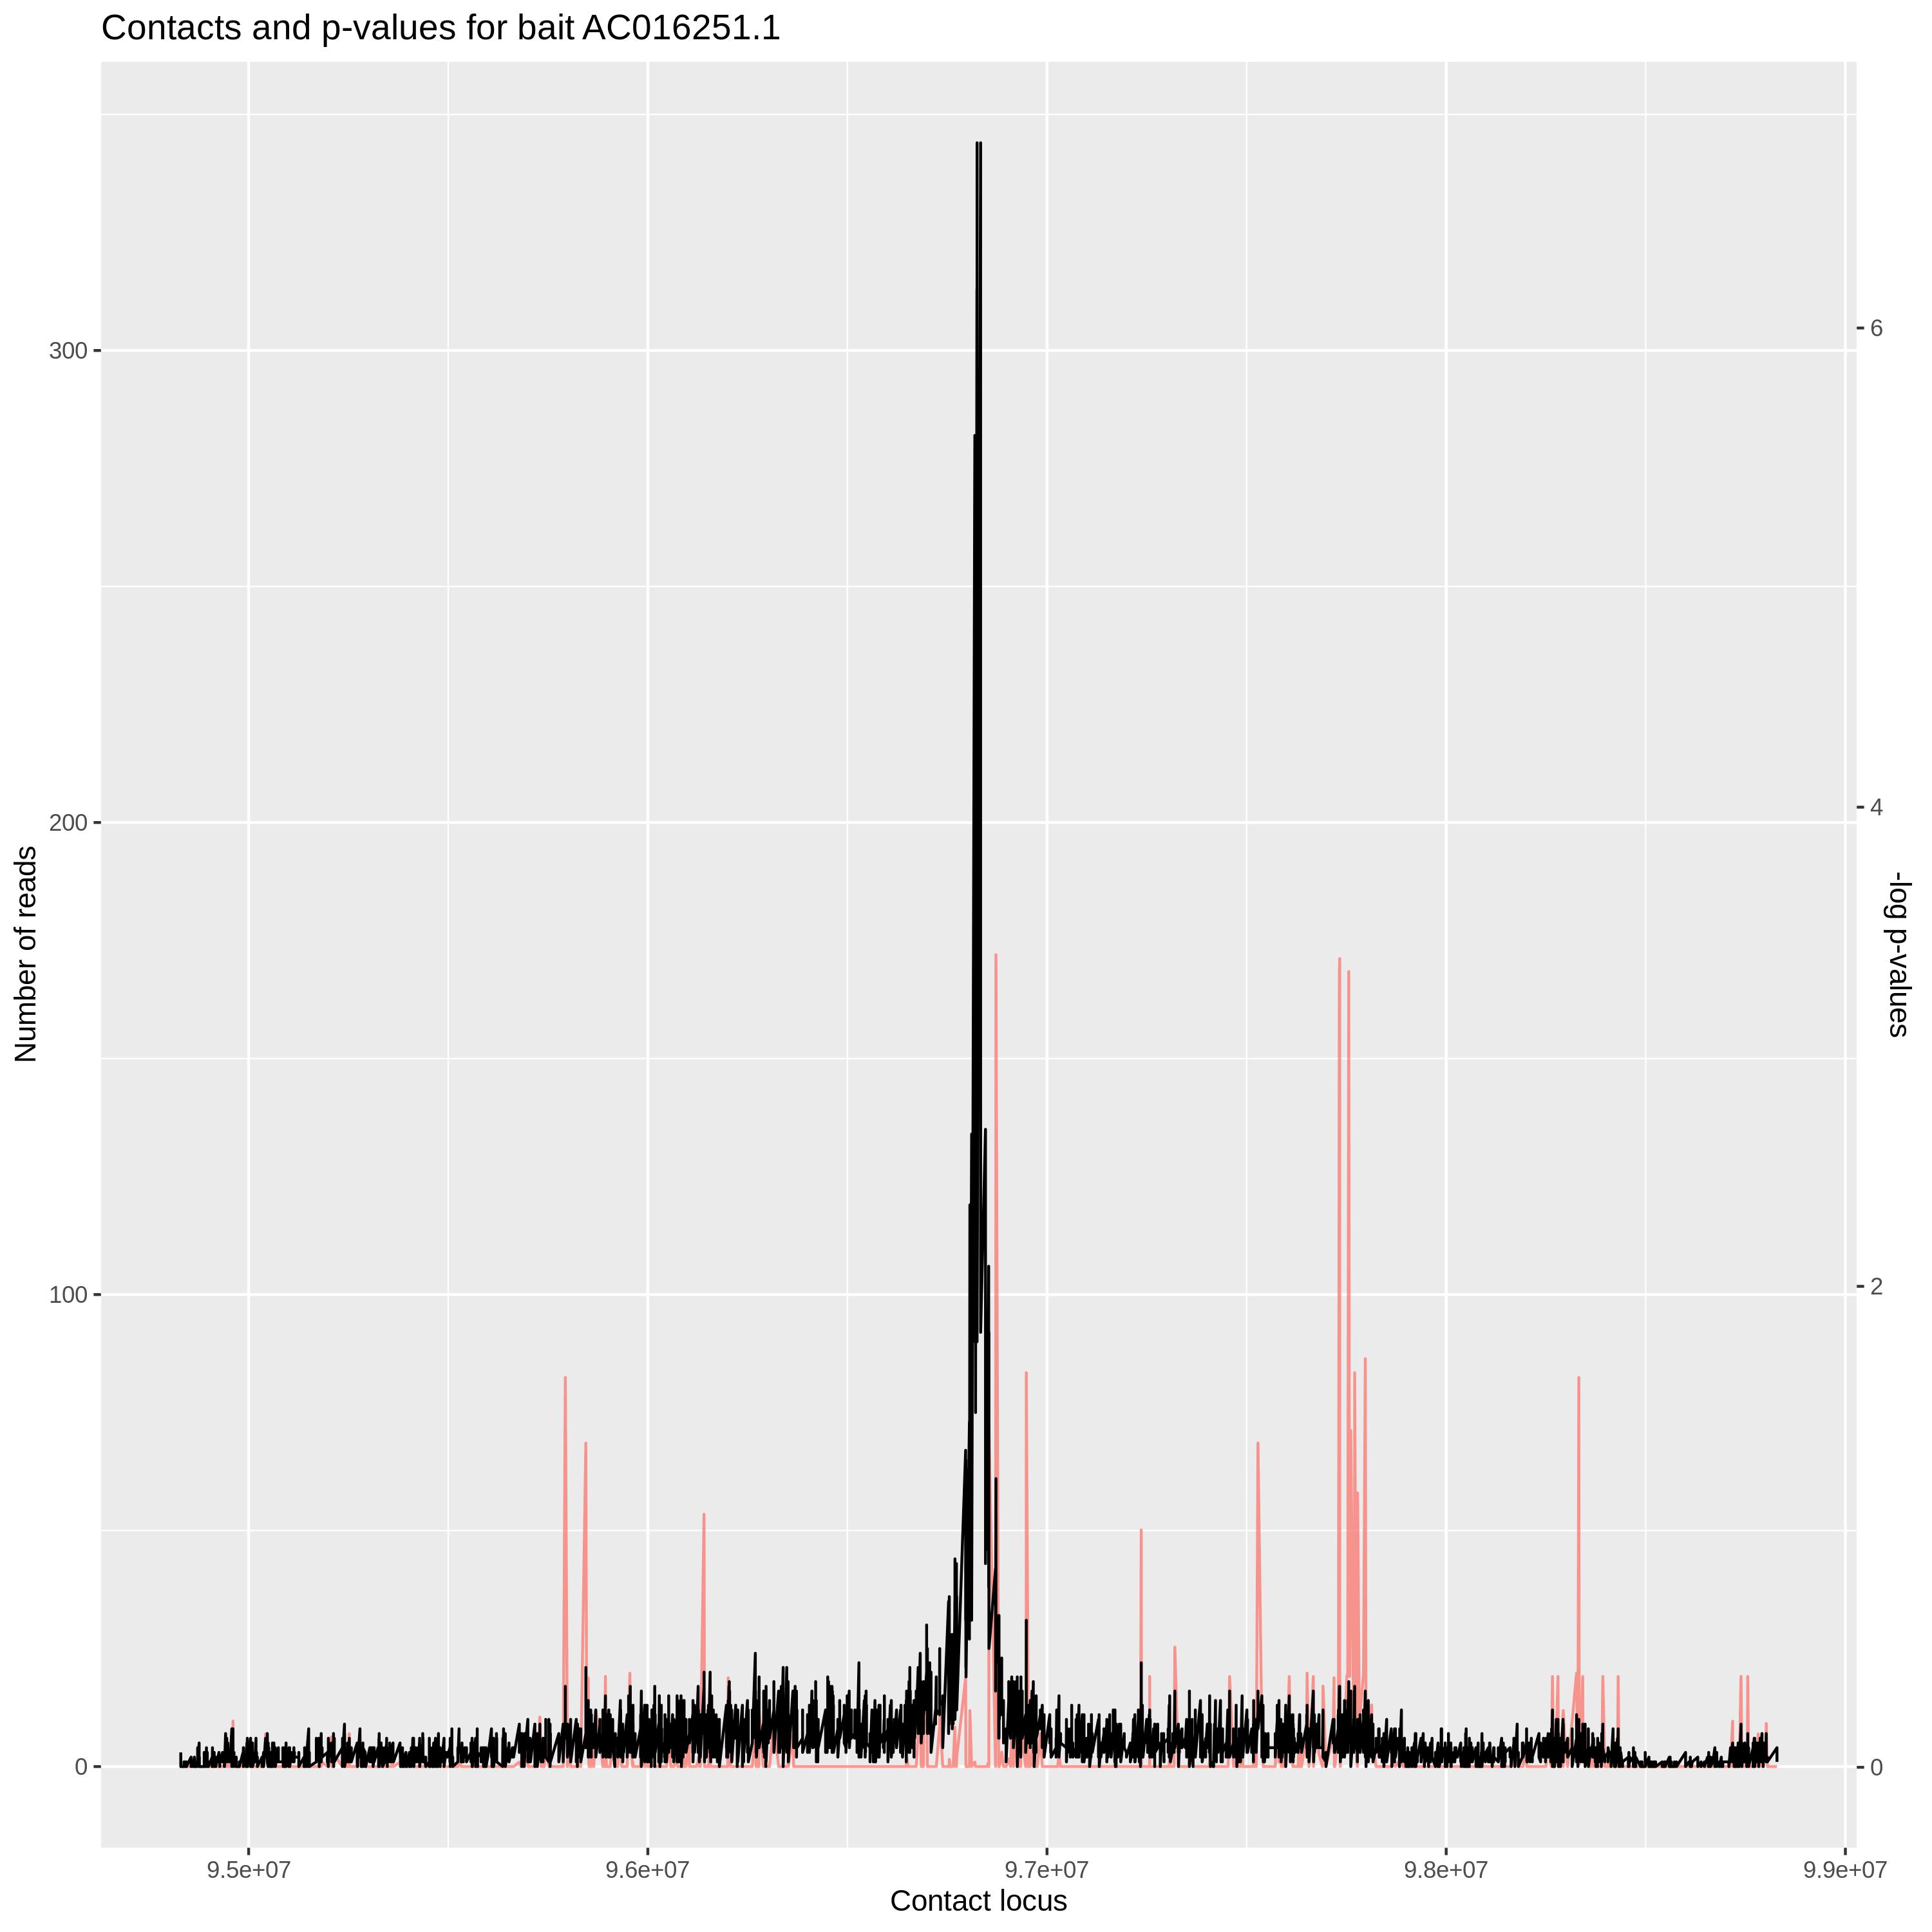 Contacts and p-values for bait AC016251.1
300
200
100
0
6
4
2
0
Number of reads
-log p-values
9.5e+07 9.6e+07 9.7e+07 9.8e+07 9.9e+07
Contact locus